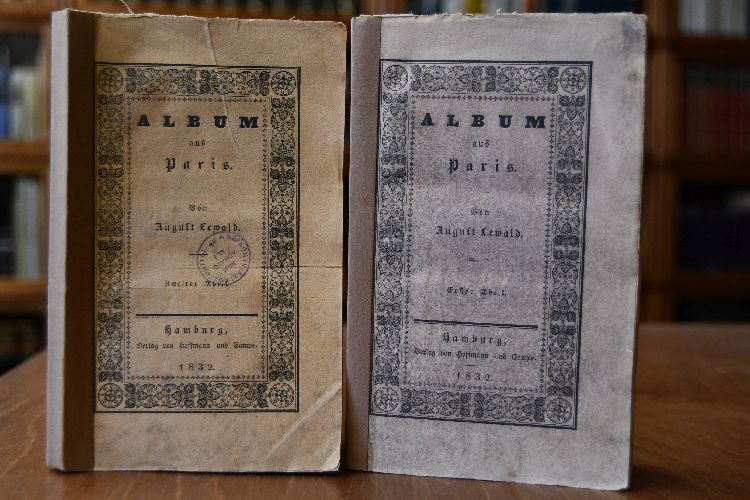 ALBUM
aus
Paris.
Von
August Lewald.
Zweiter Theil.
Hamburg,
Verlag von Hoffmann und Campe.
1832.
ALBUM
aus
Paris.
Von
August Lewald.
Erster Theil.
Hamburg,
Verlag von Hoffmann und Campe.
1832.